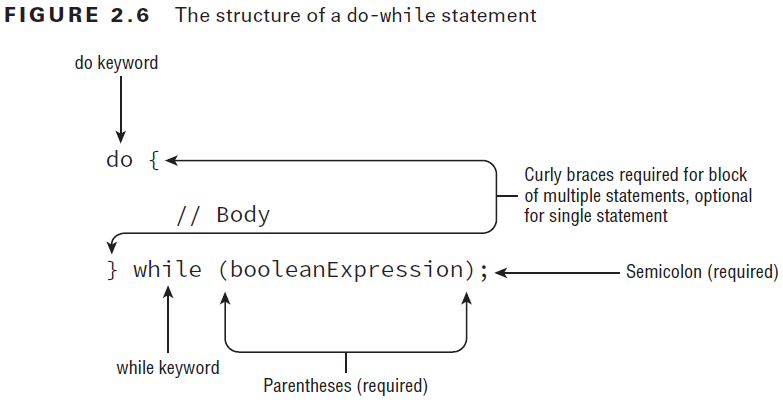 FIGURE 2.6 The structure of a do-while statement
do keyword
do {
Curly braces required for block
of multiple statements, optional
for single statement
// Body
} while (booleanExpression);
Semicolon (required)
while keyword
Parentheses (required)